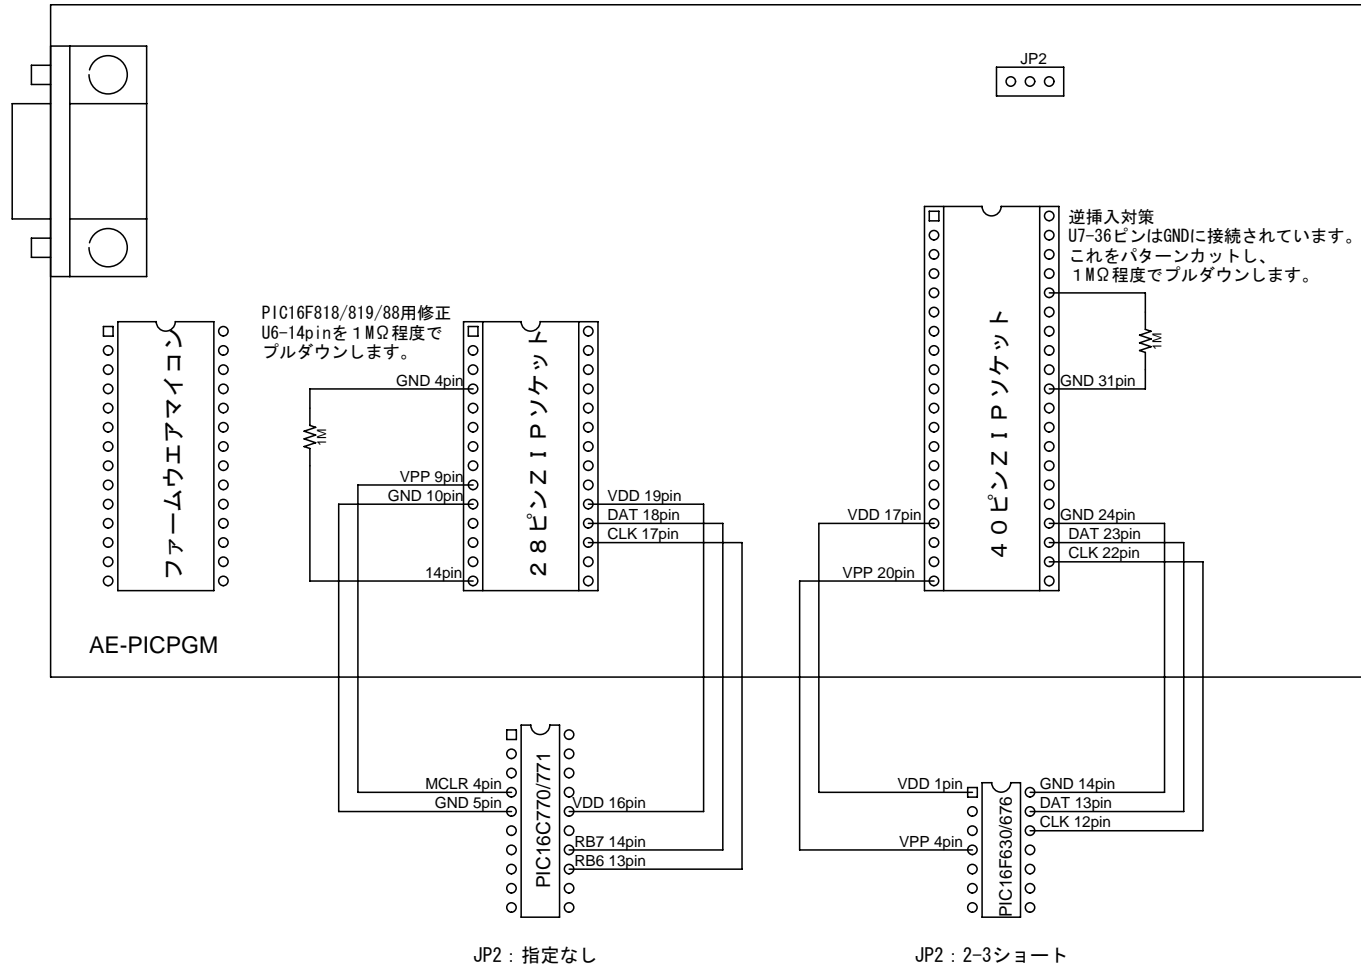 JP2
逆挿入対策
U7-36ピンはGNDに接続されています。
これをパターンカットし、
1MΩ程度でプルダウンします。
1M
GND 31pin
PIC16F818/819/88用修正
U6-14pinを1MΩ程度で
プルダウンします。
GND 4pin
1M
VPP 9pin
GND 10pin
14pin
ファームウエアマイコン
28ピンZIPソケット
VDD 19pin
DAT 18pin
CLK 17pin
40ピンZIPソケット
VDD 17pin
VPP 20pin
GND 24pin
DAT 23pin
CLK 22pin
AE-PICPGM
MCLR 4pin
GND 5pin
PIC16C770/771
VDD 16pin
RB7 14pin
RB6 13pin
VDD 1pin
VPP 4pin
PIC16F630/676
GND 14pin
DAT 13pin
CLK 12pin
JP2：指定なし
JP2：2-3ショート